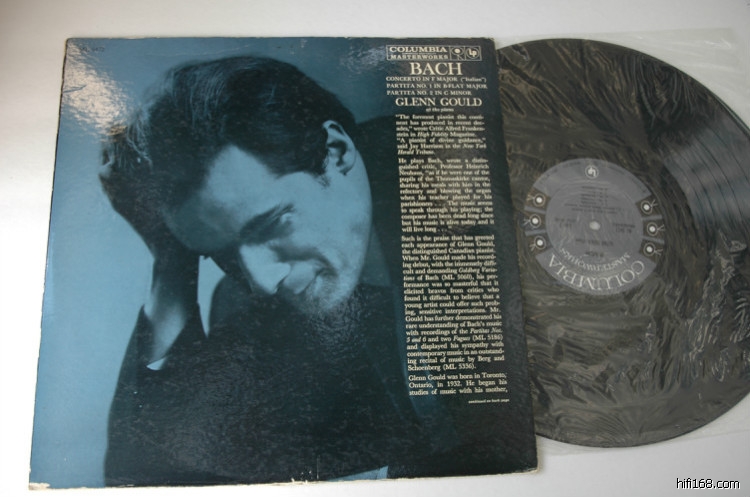 COLUMBIA
MASTERWORKS
BACH
CONCERTO IN F MAJOR ("Italian")
PARTITA NO. 1 IN B-FLAT MAJOR
PARTITA NO. 2 IN C MINOR
GLENN GOULD
at the piano
"The foremost pianist this conti-
nent has produced in recent dec-
ades," wrote Critic Alfred Franken-
stein in High Fidelity Magazine.
"A pianist of divine guidance,"
said Jay Harrison in the New York
Herald Tribune.
He plays Bach, wrote a distin-
guished critic, Professor Heinrich
Neuhaus, "as if he were one of the
pupils of the Thomaskirche cantor,
sharing his meals with him in the
refectory and blowing the organ
when his teacher played for his
parishioners . . . The music seems
to speak through his playing; the
composer has been dead long since
but his music is alive today and it
will live long . . ."
Such is the praise that has greeted
each appearance of Glenn Gould,
the distinguished Canadian pianist.
When Mr. Gould made his record-
ing debut, with the immensely diffi-
cult and demanding Goldberg Varia-
tions of Bach (ML 5060), his per-
formance was so masterful that it
elicited bravos from critics who
found it difficult to believe that a
young artist could offer such prob-
ing, sensitive interpretations. Mr.
Gould has further demonstrated his
rare understanding of Bach's music
with recordings of the Partitas Nos.
5 and 6 and two Fugues (ML 5186)
and displayed his sympathy with
contemporary music in an outstand-
ing recital of music by Berg and
Schoenberg (ML 5336).
Glenn Gould was born in Toronto,
Ontario, in 1932. He began his
studies of music with his mother,
continued on back page
COLUMBIA
MASTERWORKS
hifi168.com